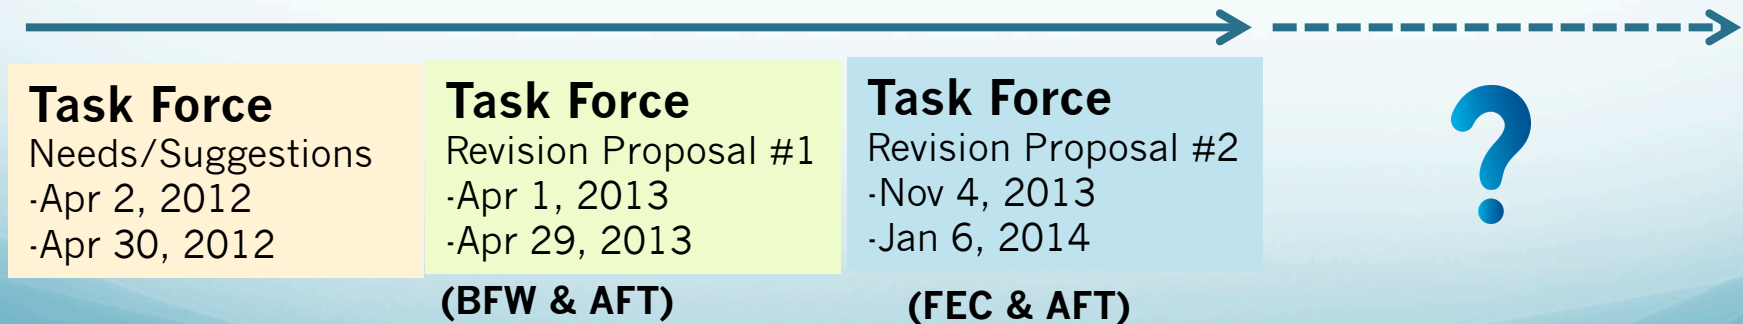 Task Force
Needs/Suggestions
-Apr 2, 2012
-Apr 30, 2012
Task Force
Revision Proposal #1
-Apr 1, 2013
-Apr 29, 2013
(BFW & AFT)
Task Force
Revision Proposal #2
-Nov 4, 2013
-Jan 6, 2014
(FEC & AFT)
?